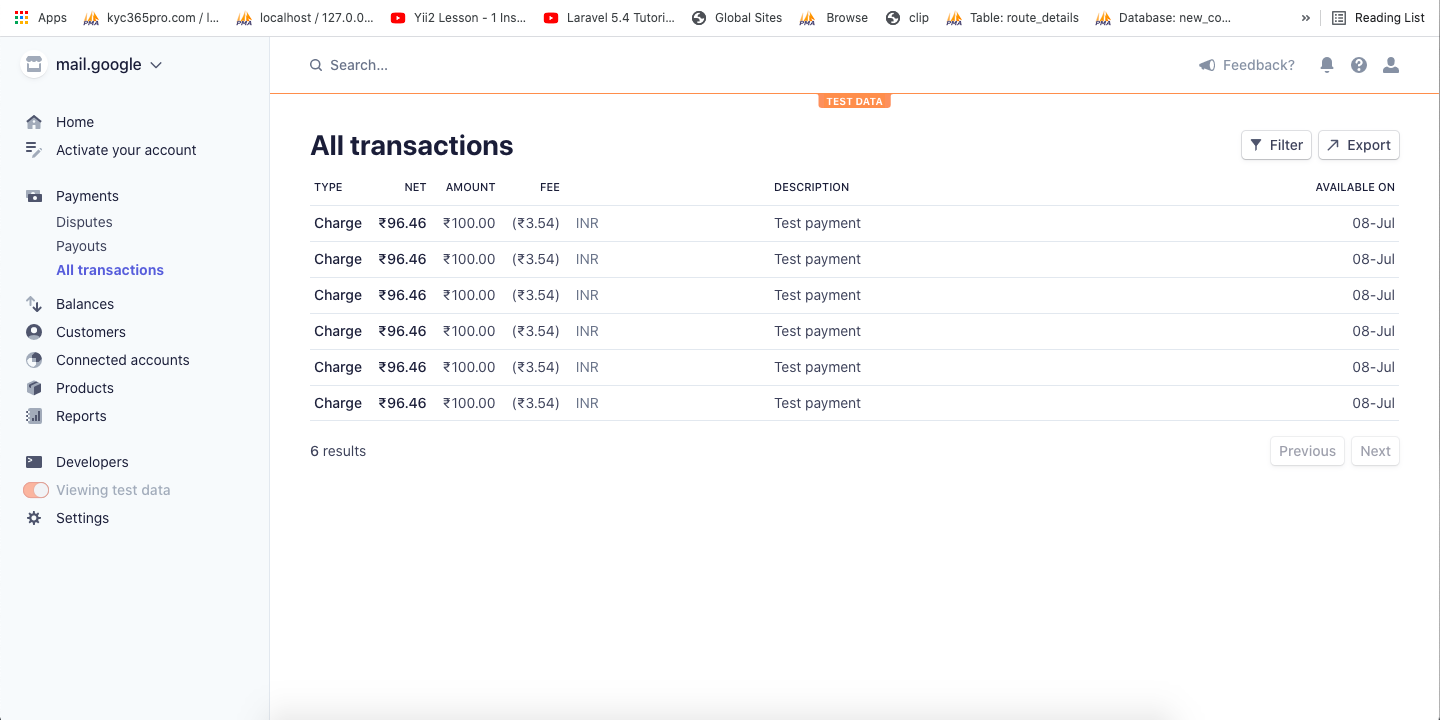 Apps kyc365pro.com / l... localhost / 127.0.0... Yii2 Lesson - 1 Ins... Laravel 5.4 Tutori... Global Sites Browse clip Table: route_details Database: new_co... » Reading List
mail.google
Search...
Feedback?
TEST DATA
Home
Activate your account
Payments
Disputes
Payouts
All transactions
Balances
Customers
Connected accounts
Products
Reports
Developers
Viewing test data
Settings
All transactions
Filter Export
TYPE NET AMOUNT FEE DESCRIPTION AVAILABLE ON
Charge ₹96.46 ₹100.00 (₹3.54) INR Test payment 08-Jul
Charge ₹96.46 ₹100.00 (₹3.54) INR Test payment 08-Jul
Charge ₹96.46 ₹100.00 (₹3.54) INR Test payment 08-Jul
Charge ₹96.46 ₹100.00 (₹3.54) INR Test payment 08-Jul
Charge ₹96.46 ₹100.00 (₹3.54) INR Test payment 08-Jul
Charge ₹96.46 ₹100.00 (₹3.54) INR Test payment 08-Jul
6 results
Previous Next